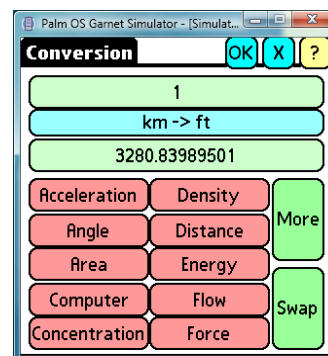 Palm OS Garnet Simulator - [Simulat...
Conversion OK X ?
1
km -> ft
3280.83989501
Acceleration Density More
Angle Distance
Area Energy
Computer Flow Swap
Concentration Force